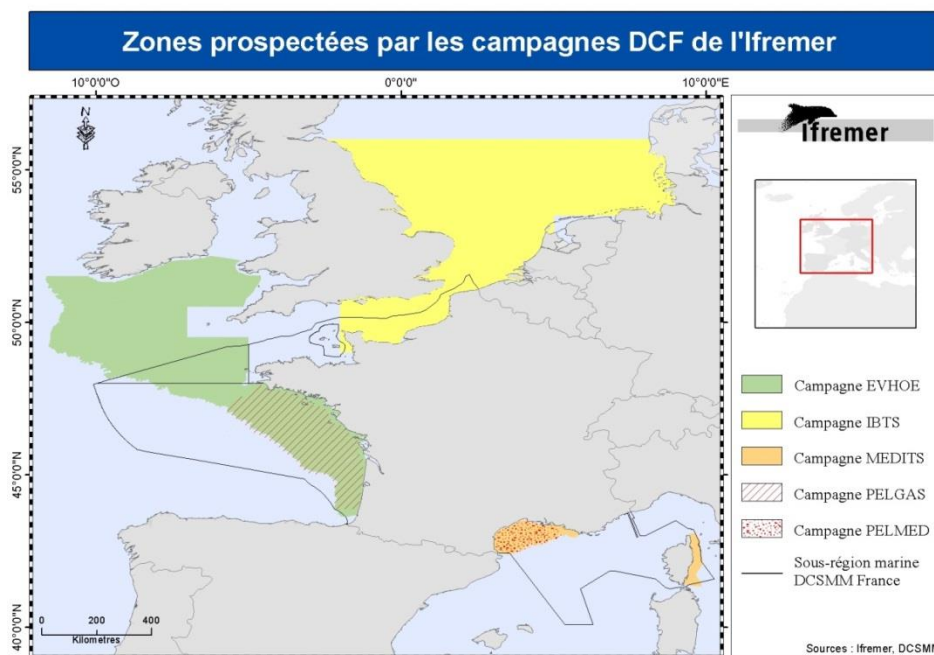 Zones prospectées par les campagnes DCF de l'Ifremer
10°0'0"O
0°0'0"
10°0'0"E
N
55°0'0"N
50°0'0"N
45°0'0"N
40°0'0"N
0
200
400
Kilometres
Ifremer
Campagne EVHOE
Campagne IBTS
Campagne MEDITS
Campagne PELGAS
Campagne PELMED
Sous-région marine
DCSMM France
Sources : Ifremer, DCSMM